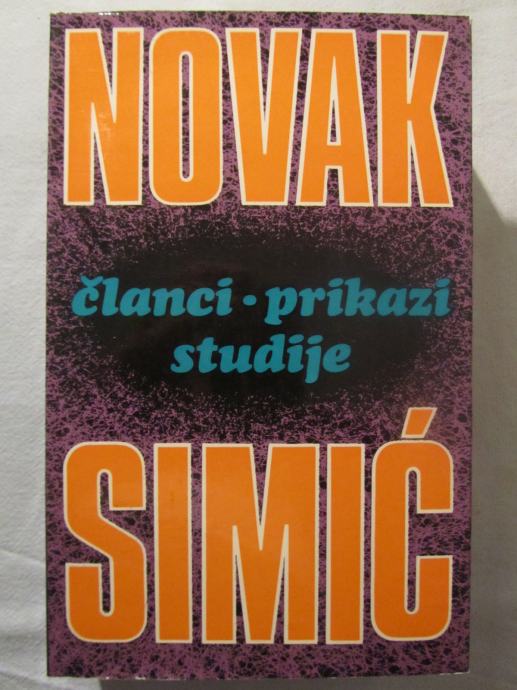 NOVAK
članci · prikazi
studije
SIMIĆ